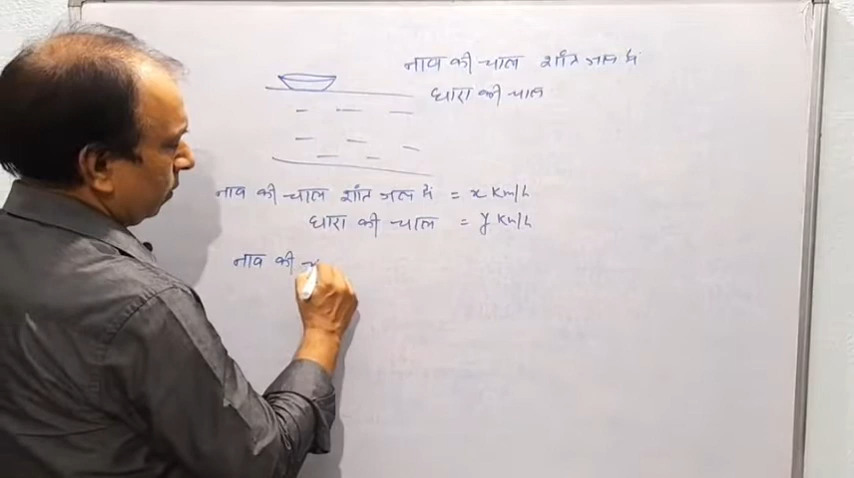 नाव की चाल शाँत जल में
धारा की चाल
नाव की चाल शाँत जल में = x Km/h
धारा की चाल = y Km/h
नाव की